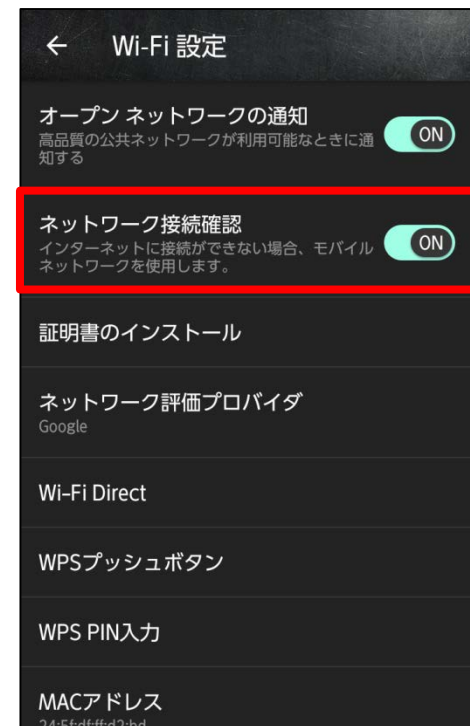 ← Wi-Fi 設定
オープン ネットワークの通知
高品質の公共ネットワークが利用可能なときに通
知する
ON
ネットワーク接続確認
インターネットに接続ができない場合、モバイル
ネットワークを使用します。
ON
証明書のインストール
ネットワーク評価プロバイダ
Google
Wi-Fi Direct
WPSプッシュボタン
WPS PIN入力
MACアドレス